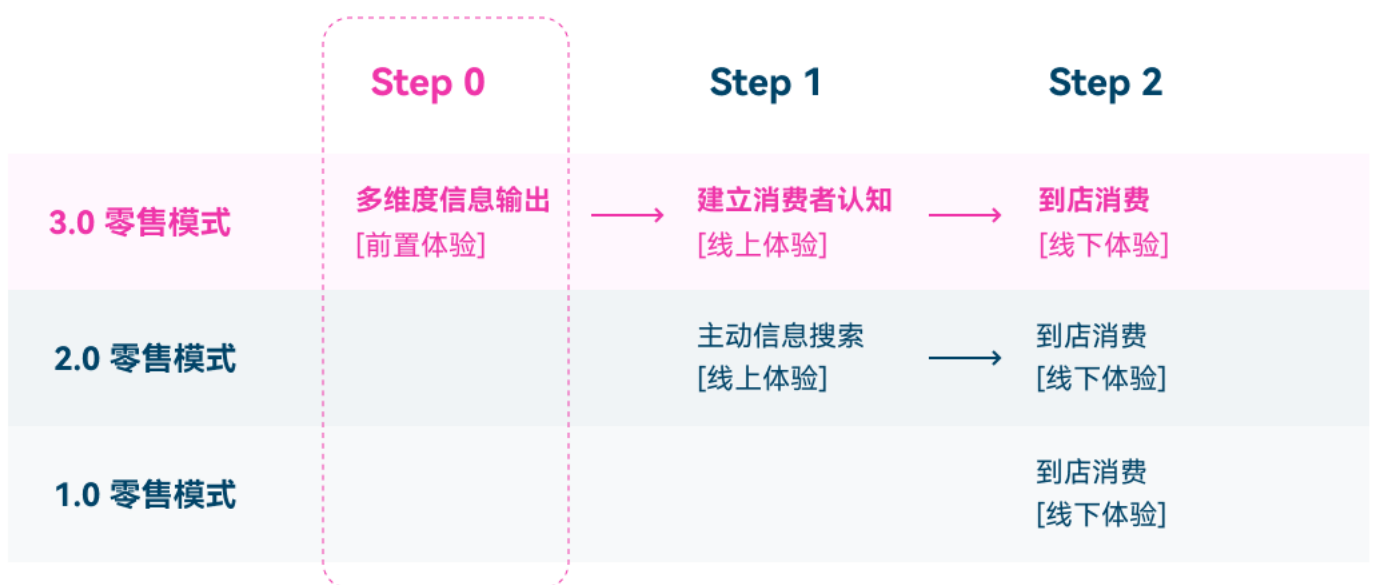 Step 0 Step 1 Step 2
3.0 零售模式
多维度信息输出
[前置体验]
建立消费者认知
[线上体验]
到店消费
[线下体验]
2.0 零售模式
主动信息搜索
[线上体验]
到店消费
[线下体验]
1.0 零售模式
到店消费
[线下体验]